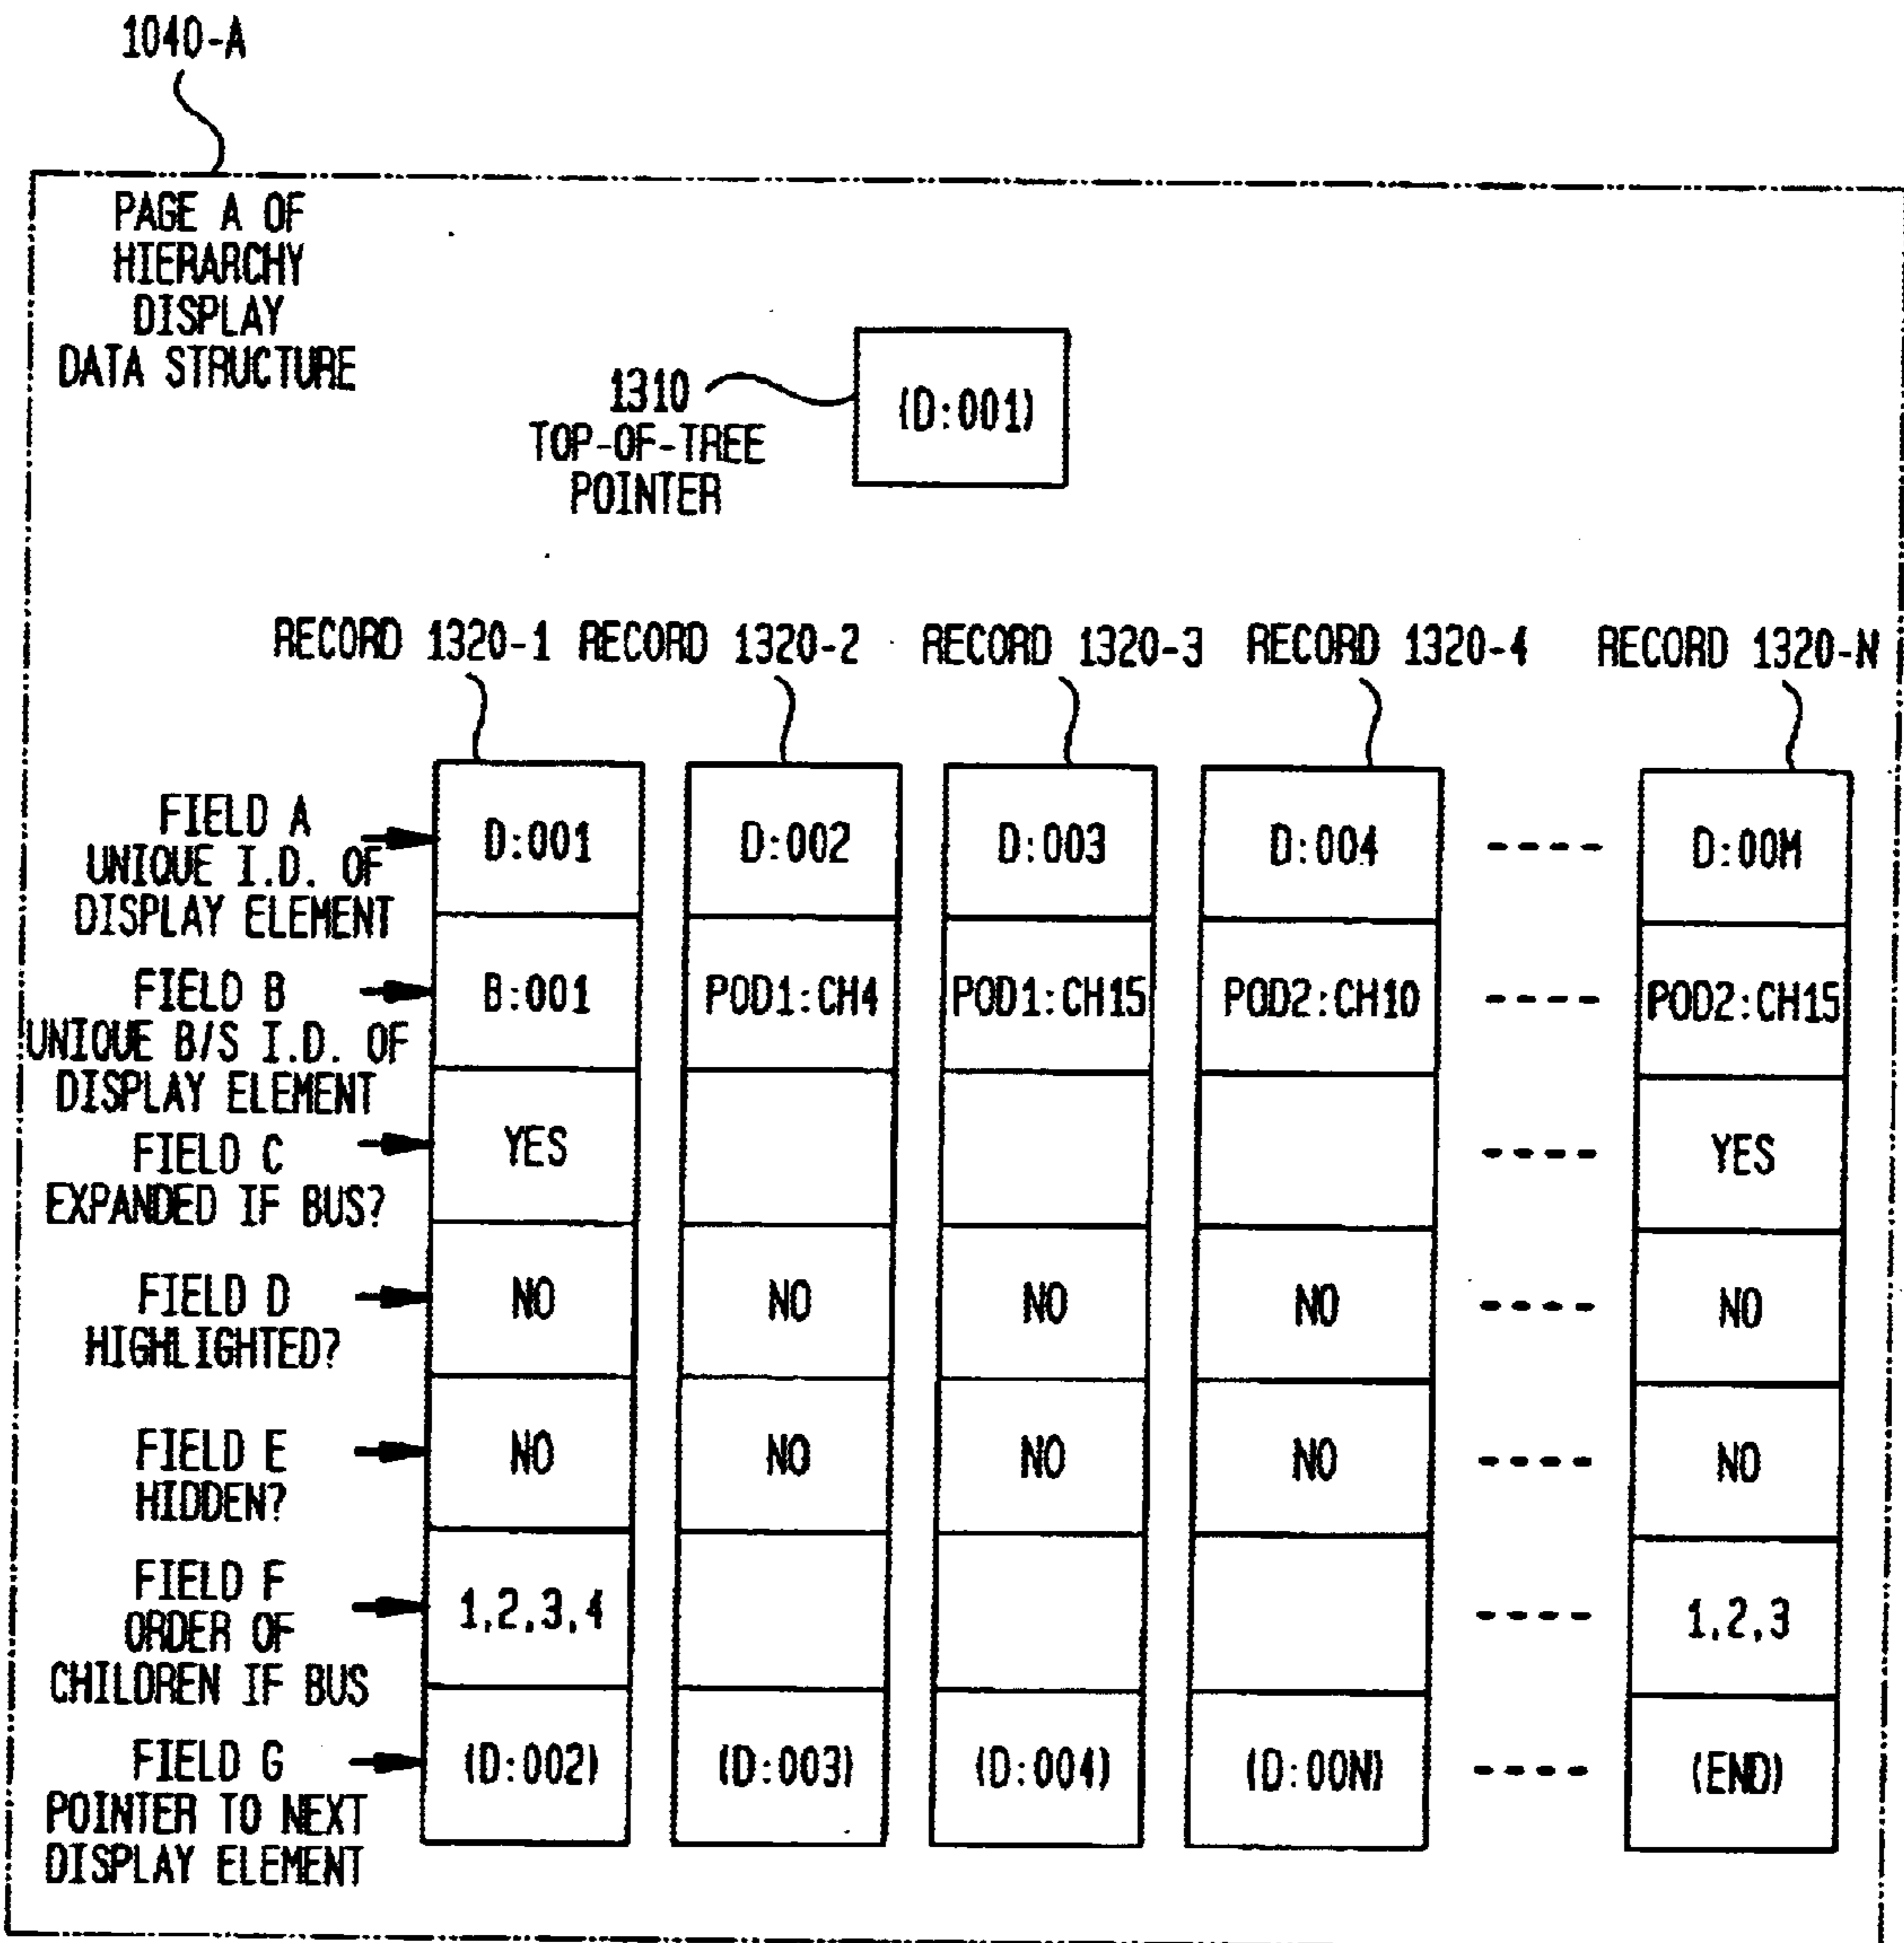 1040-A
PAGE A OF
HIERARCHY
DISPLAY
DATA STRUCTURE
1310
TOP-OF-TREE
POINTER
(D:001)
RECORD 1320-1 RECORD 1320-2 RECORD 1320-3 RECORD 1320-4 RECORD 1320-N
FIELD A
UNIQUE I.D. OF
DISPLAY ELEMENT
D:001 D:002 D:003 D:004 ---- D:00M
FIELD B
UNIQUE B/S I.D. OF
DISPLAY ELEMENT
B:001 POD1:CH4 POD1:CH15 POD2:CH10 ---- POD2:CH15
FIELD C
EXPANDED IF BUS?
YES ---- YES
FIELD D
HIGHLIGHTED?
NO NO NO NO ---- NO
FIELD E
HIDDEN?
NO NO NO NO ---- NO
FIELD F
ORDER OF
CHILDREN IF BUS
1,2,3,4 ---- 1,2,3
FIELD G
POINTER TO NEXT
DISPLAY ELEMENT
(D:002) (D:003) (D:004) (D:00N) ---- (END)